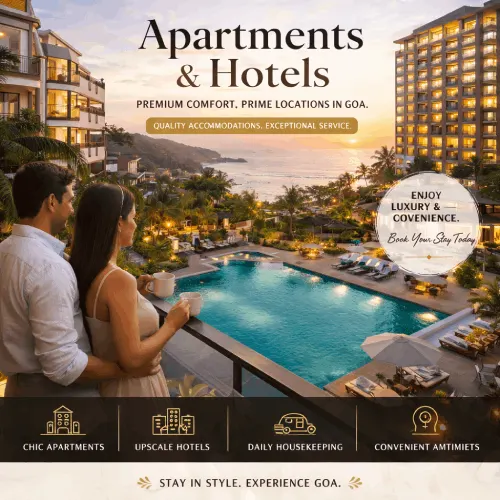 Apartments
& Hotels
PREMIUM COMFORT. PRIME LOCATIONS IN GOA.
QUALITY ACCOMMODATIONS. EXCEPTIONAL SERVICE.
ENJOY
LUXURY &
COVENIENCE.
Book Your Stay Today
CHIC APARTMENTS
UPSCALE HOTELS
DAILY HOUSEKEEPING
CONVENIENT AMTIMIETS
STAY IN STYLE. EXPERIENCE GOA.